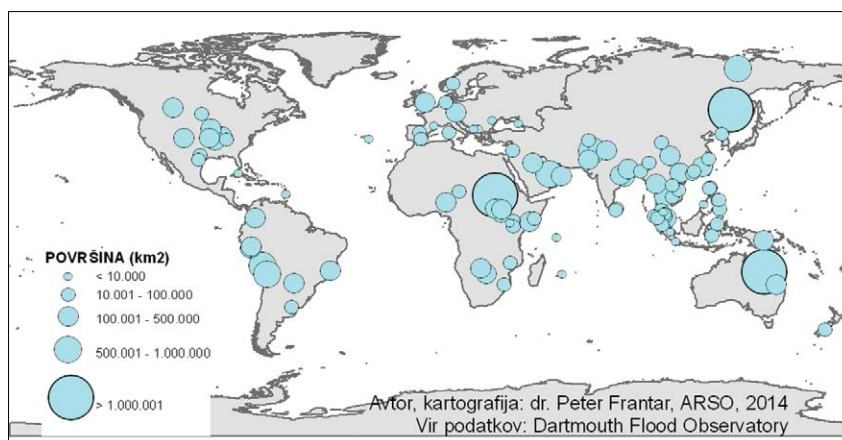 POVRŠINA (km2)
< 10.000
10.001 - 100.000
100.001 - 500.000
500.001 - 1.000.000
> 1.000.001
Avtor, kartografija: dr. Peter Frantar, ARSO, 2014
Vir podatkov: Dartmouth Flood Observatory